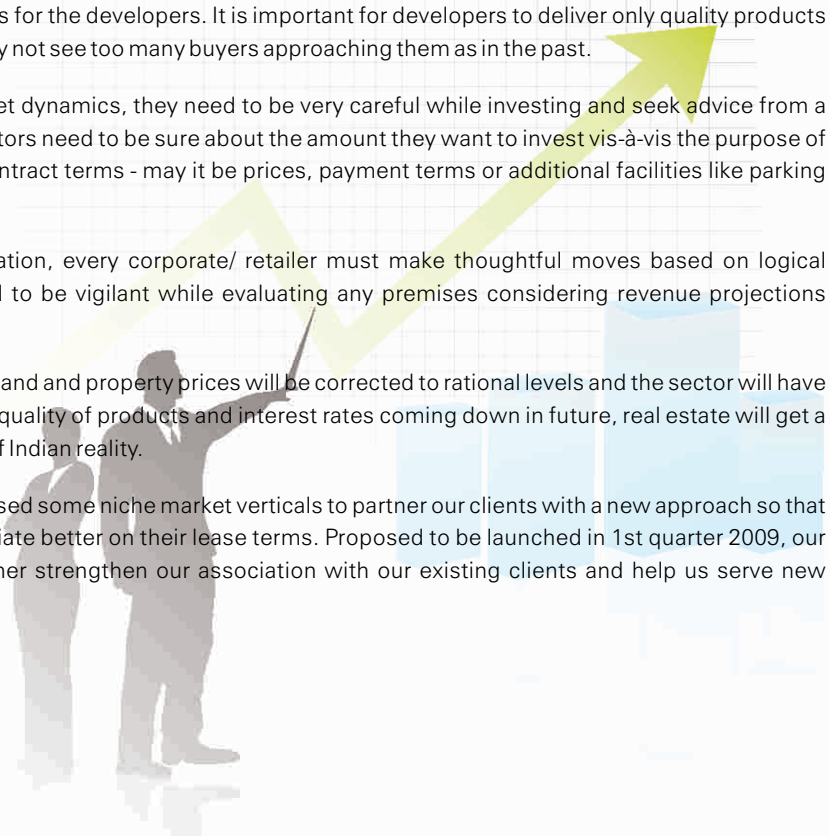 s for the developers. It is important for developers to deliver only quality products
y not see too many buyers approaching them as in the past.
et dynamics, they need to be very careful while investing and seek advice from a
tors need to be sure about the amount they want to invest vis-à-vis the purpose of
ntract terms - may it be prices, payment terms or additional facilities like parking
ation, every corporate/ retailer must make thoughtful moves based on logical
d to be vigilant while evaluating any premises considering revenue projections
and and property prices will be corrected to rational levels and the sector will have
quality of products and interest rates coming down in future, real estate will get a
f Indian reality.
sed some niche market verticals to partner our clients with a new approach so that
iate better on their lease terms. Proposed to be launched in 1st quarter 2009, our
her strengthen our association with our existing clients and help us serve new